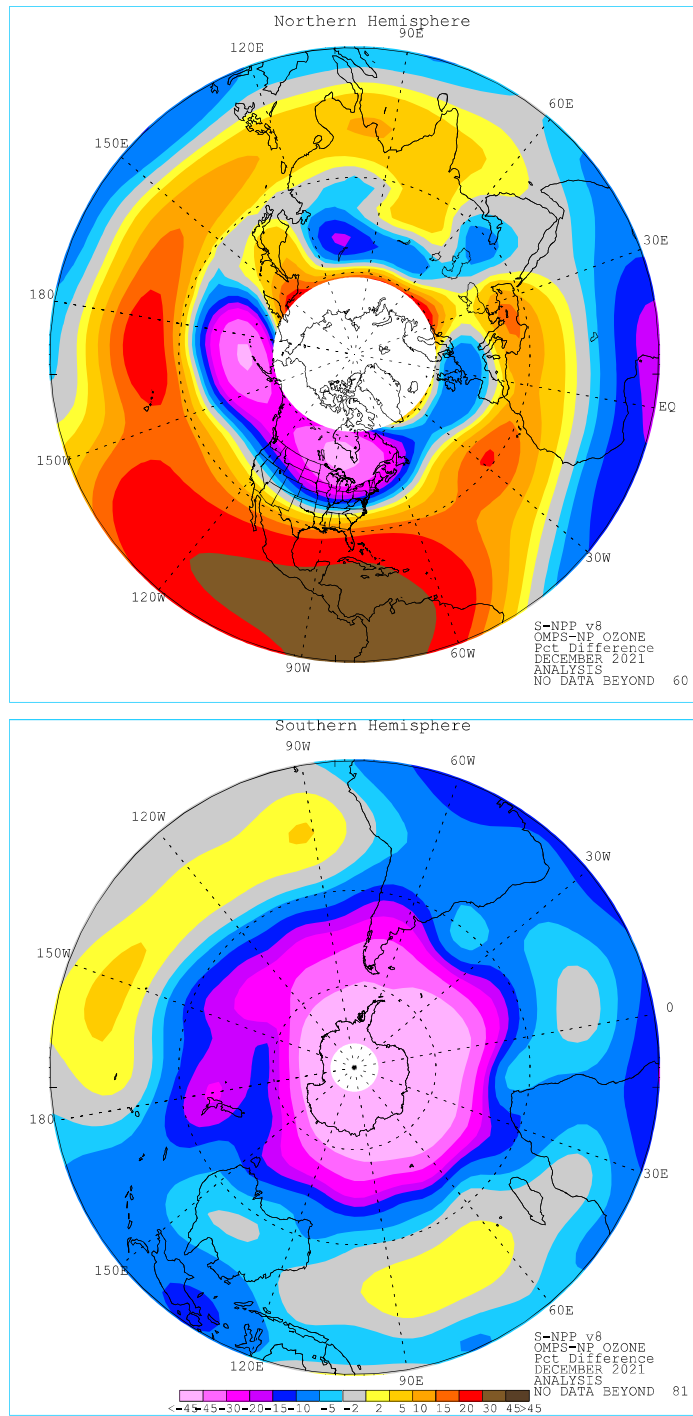 Northern Hemisphere
90E
120E
60E
150E
30E
180
EQ
150W
30W
120W
60W
90W
S-NPP v8
OMPS-NP OZONE
Pct Difference
DECEMBER 2021
ANALYSIS
NO DATA BEYOND 60
Southern Hemisphere
90W
60W
120W
30W
150W
0
180
30E
150E
60E
120E
90E
S-NPP v8
OMPS-NP OZONE
Pct Difference
DECEMBER 2021
ANALYSIS
NO DATA BEYOND 81
<-45 -45 -30 -20 -15 -10 -5 -2 2 5 10 15 20 30 45 >45